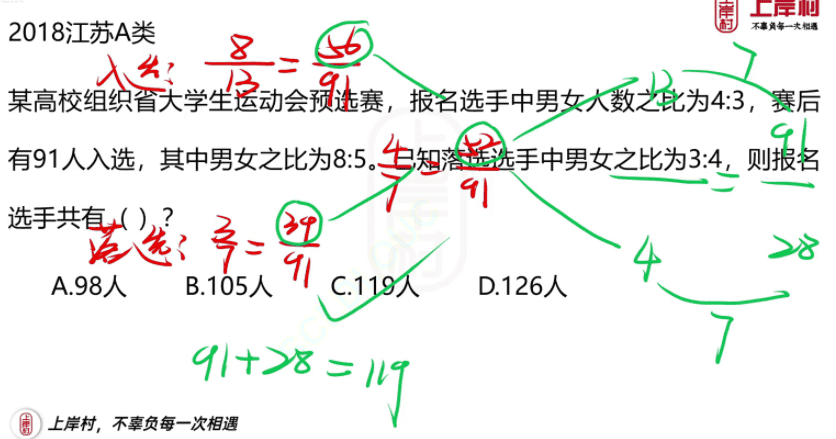 上岸村
不辜负每一次相遇
2018江苏A类
入选: 8/13 = 56/91
某高校组织省大学生运动会预选赛，报名选手中男女人数之比为4:3，赛后
13 7 91
有91人入选，其中男女之比为8:5。已知落选选手中男女之比为3:4，则报名
4/7 = 52/91
选手共有（ ）？
落选: 3/7 = 39/91
4 28
7
A.98人 B.105人 C.119人 D.126人
91+28=119
上岸村，不辜负每一次相遇